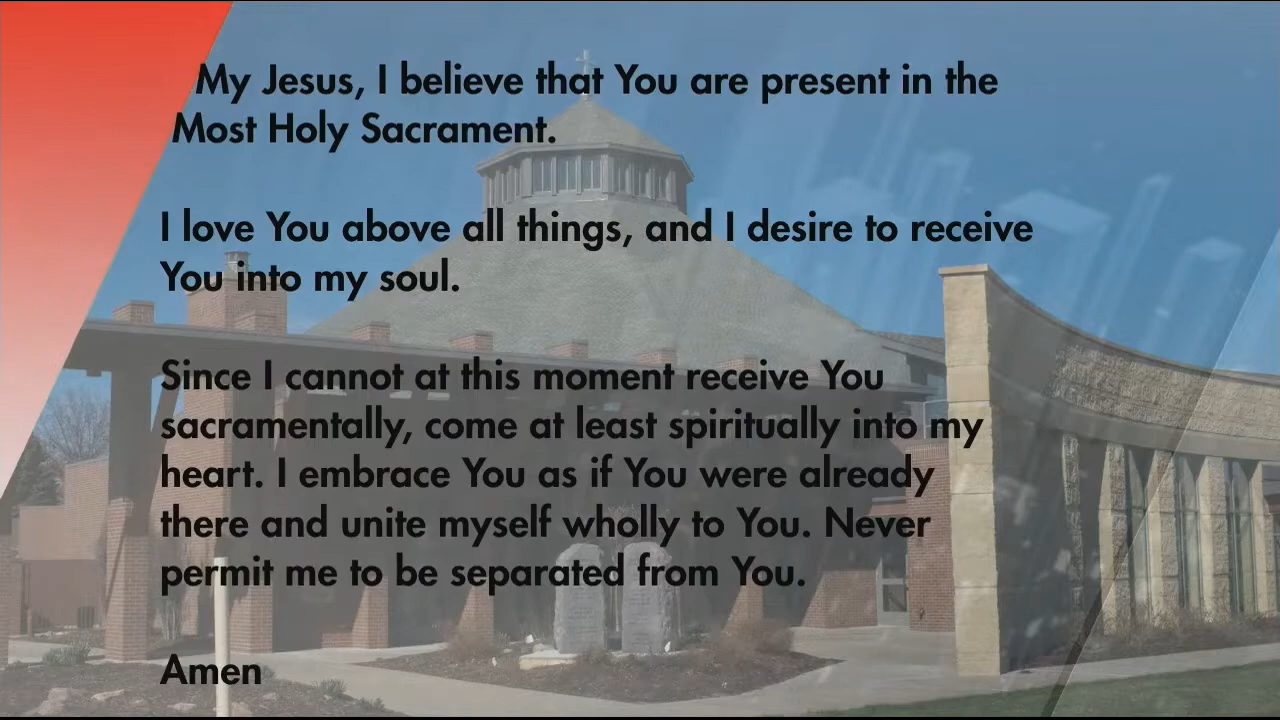 My Jesus, I believe that You are present in the
Most Holy Sacrament.
I love You above all things, and I desire to receive
You into my soul.
Since I cannot at this moment receive You
sacramentally, come at least spiritually into my
heart. I embrace You as if You were already
there and unite myself wholly to You. Never
permit me to be separated from You.
Amen